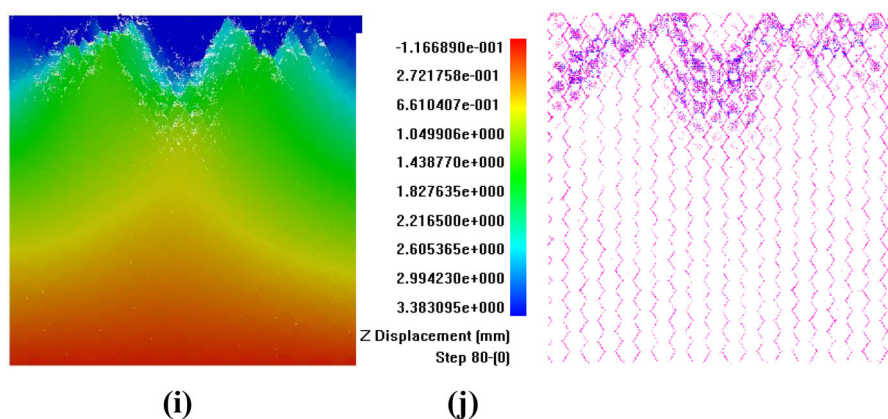 -1.166890e-001
2.721758e-001
6.610407e-001
1.049906e+000
1.438770e+000
1.827635e+000
2.216500e+000
2.605365e+000
2.994230e+000
3.383095e+000
Z Displacement (mm)
Step 80-(0)
(i)
(j)